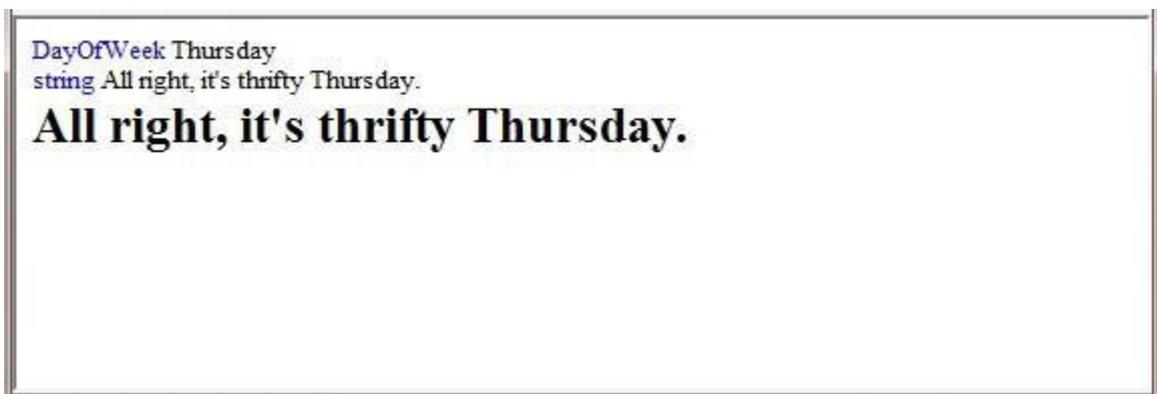 DayOfWeek Thursday
string All right, it's thrifty Thursday.
All right, it's thrifty Thursday.